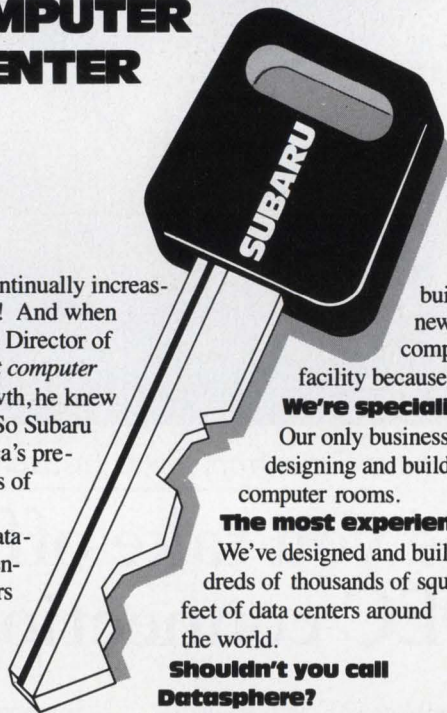 MPUTER
ENTER
SUBARU
ntinually increas-
! And when
Director of
t computer
wth, he knew
So Subaru
ca's pre-
s of
ata-
en-
rs
bui
new
comp
facility because
We're speciali
Our only business
designing and build
computer rooms.
The most experien
We've designed and buil
dreds of thousands of squ
feet of data centers around
the world.
Shouldn't you call
Datasphere?